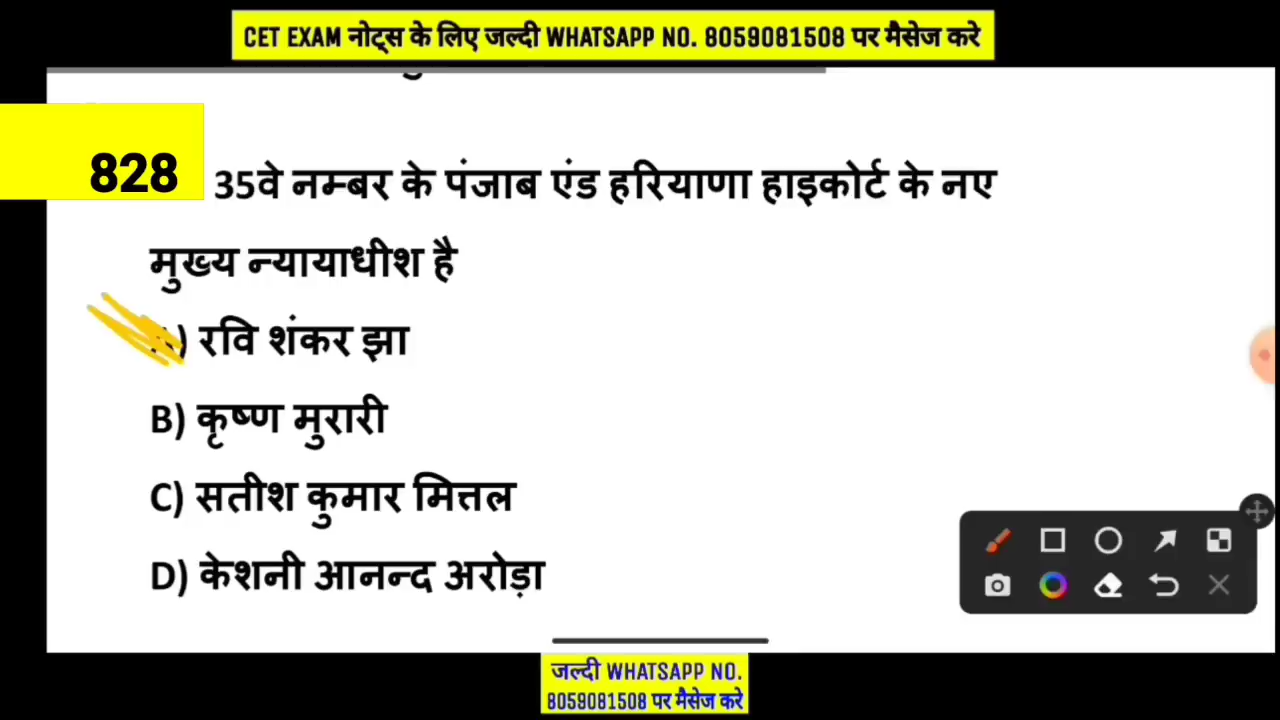 CET EXAM नोट्स के लिए जल्दी WHATSAPP NO. 8059081508 पर मैसेज करे
828
35वे नम्बर के पंजाब एंड हरियाणा हाइकोर्ट के नए
मुख्य न्यायाधीश है
A) रवि शंकर झा
B) कृष्ण मुरारी
C) सतीश कुमार मित्तल
D) केशनी आनन्द अरोड़ा
जल्दी WHATSAPP NO.
8059081508 पर मैसेज करे